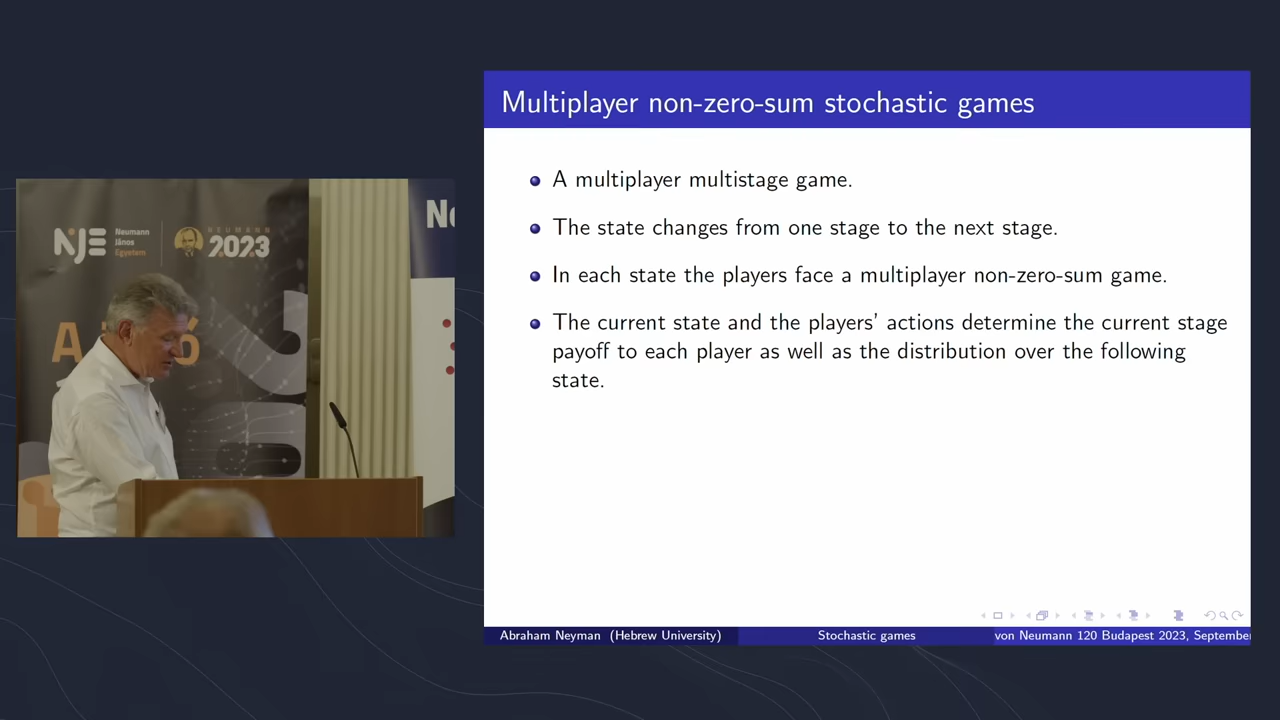 Multiplayer non-zero-sum stochastic games
A multiplayer multistage game.
The state changes from one stage to the next stage.
In each state the players face a multiplayer non-zero-sum game.
The current state and the players' actions determine the current stage
payoff to each player as well as the distribution over the following
state.
Abraham Neyman (Hebrew University)
Stochastic games
von Neumann 120 Budapest 2023, September
NJE
Neumann
János
Egyetem
NEUMANN
2023